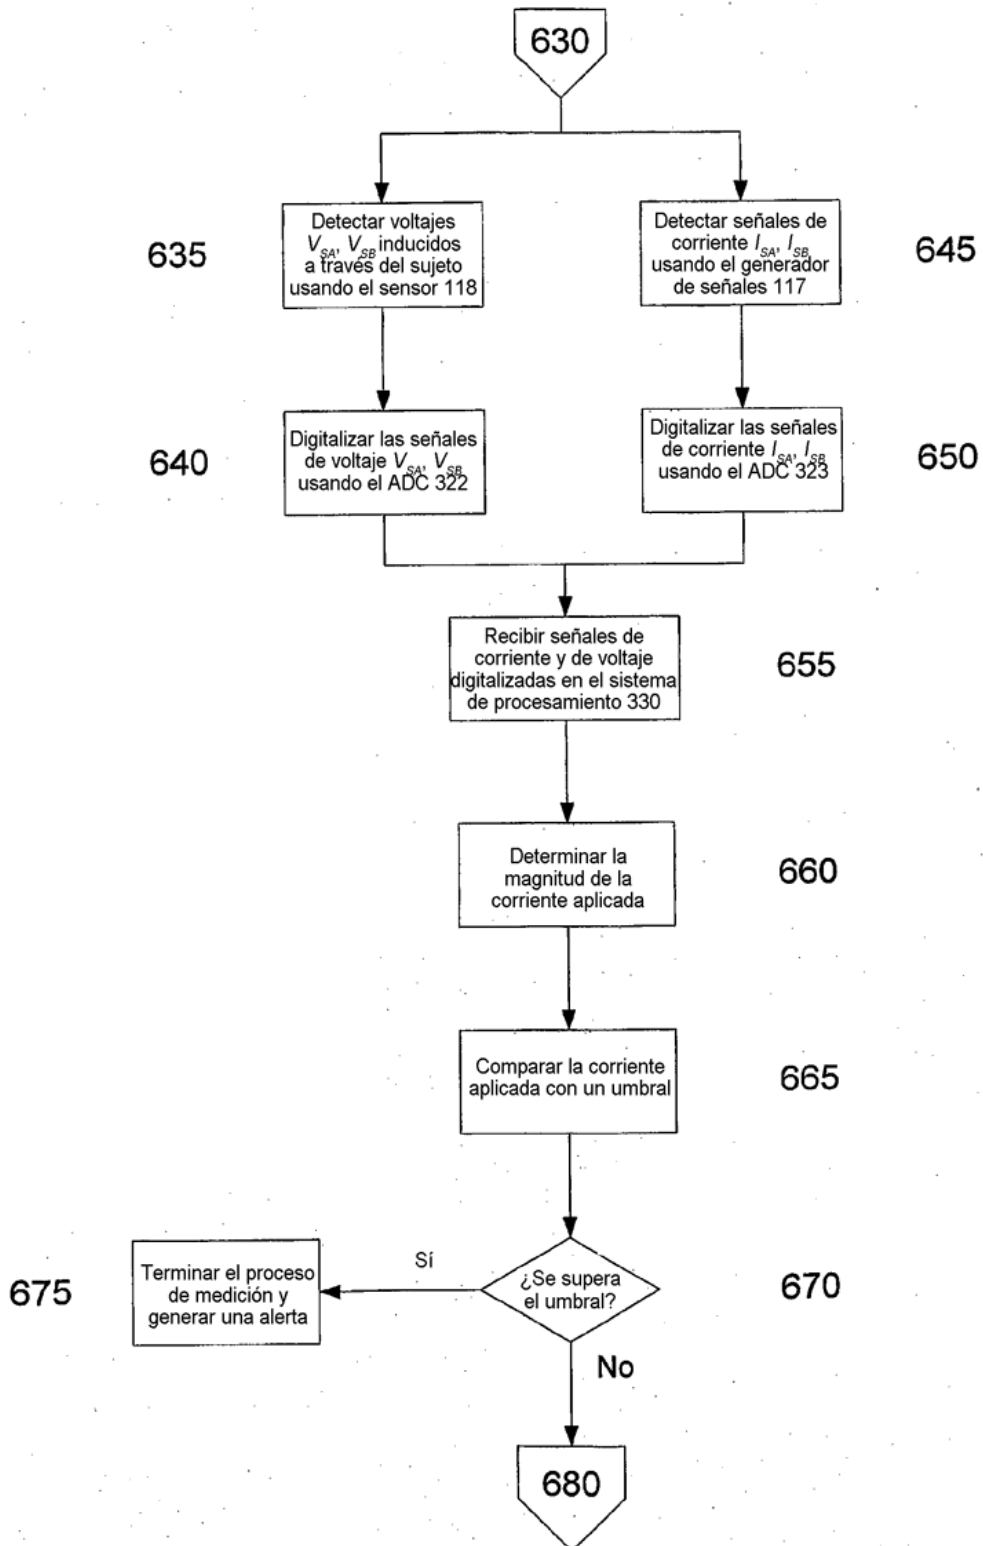 630
635
Detectar voltajes
V_SA, V_SB inducidos
a través del sujeto
usando el sensor 118
Detectar señales de
corriente I_SA, I_SB,
usando el generador
de señales 117
645
640
Digitalizar las señales
de voltaje V_SA, V_SB
usando el ADC 322
Digitalizar las señales
de corriente I_SA, I_SB
usando el ADC 323
650
Recibir señales de
corriente y de voltaje
digitalizadas en el sistema
de procesamiento 330
655
Determinar la
magnitud de la
corriente aplicada
660
Comparar la corriente
aplicada con un umbral
665
675
Terminar el proceso
de medición y
generar una alerta
Sí
¿Se supera
el umbral?
670
No
680